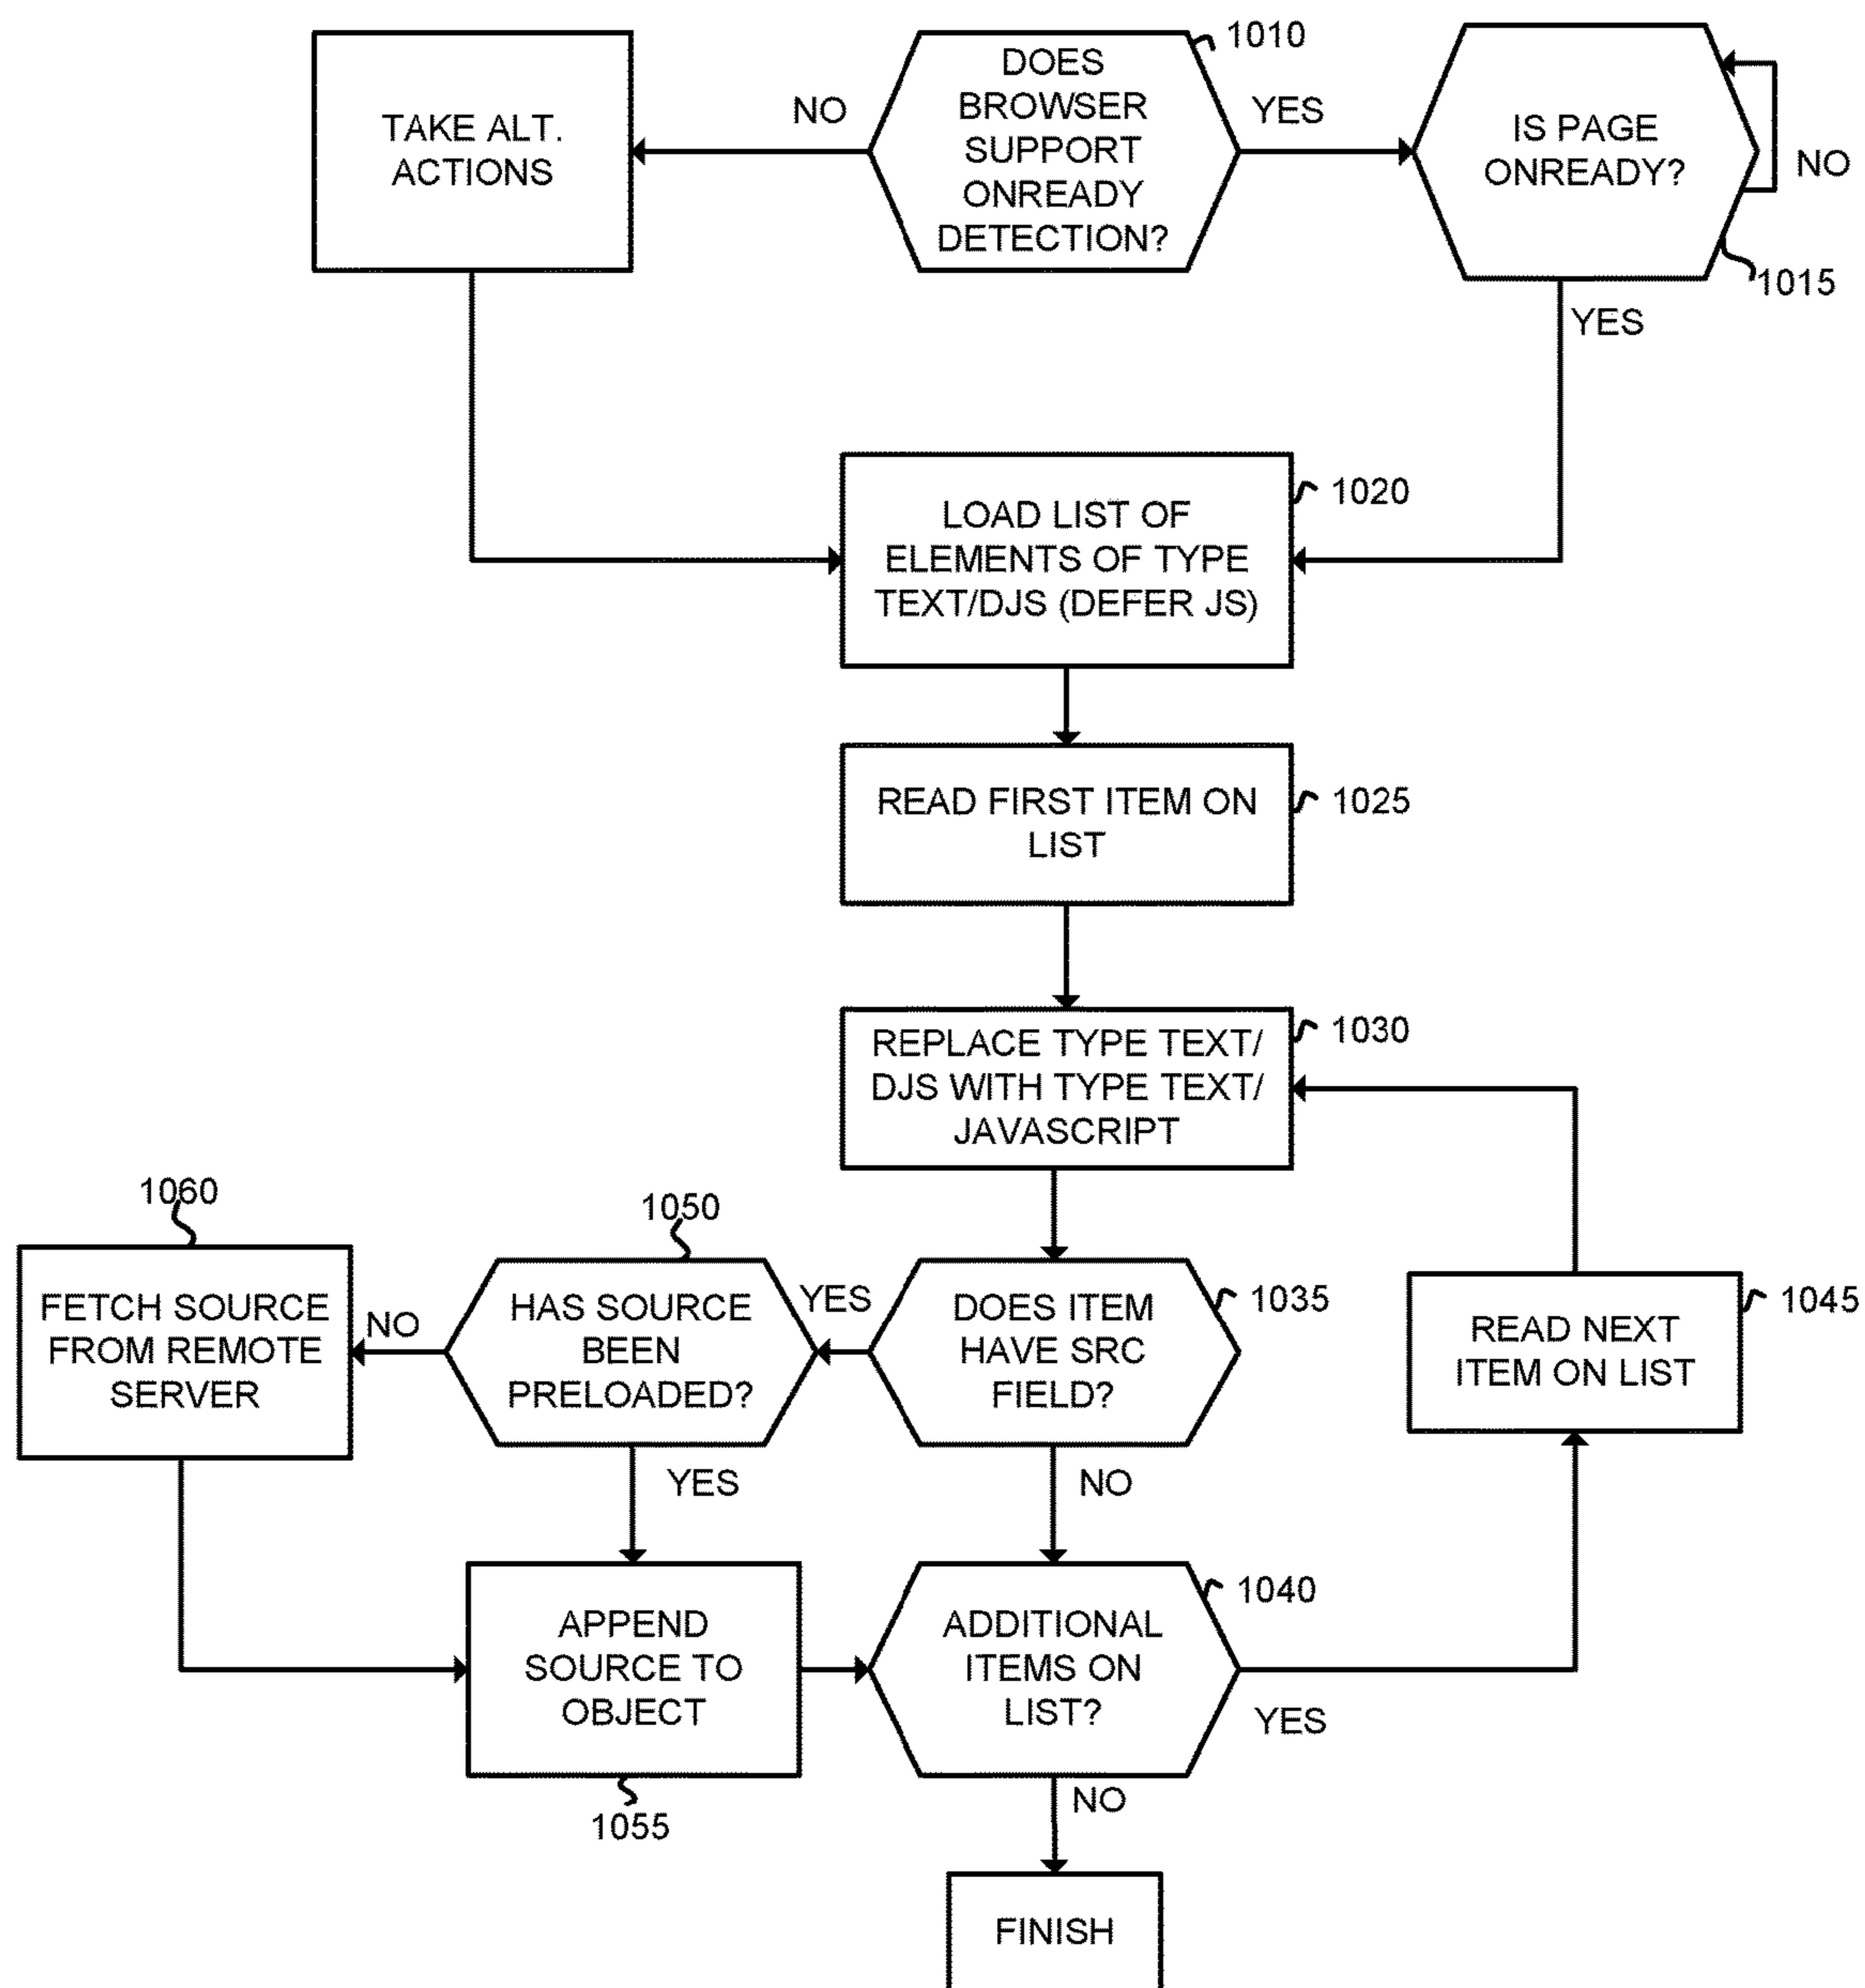 1010
DOES
BROWSER
SUPPORT
ONREADY
DETECTION?
NO
YES
TAKE ALT.
ACTIONS
IS PAGE
ONREADY?
NO
1015
YES
1020
LOAD LIST OF
ELEMENTS OF TYPE
TEXT/DJS (DEFER JS)
READ FIRST ITEM ON
LIST
1025
REPLACE TYPE TEXT/
DJS WITH TYPE TEXT/
JAVASCRIPT
1030
1060
1050
FETCH SOURCE
FROM REMOTE
SERVER
NO
HAS SOURCE
BEEN
PRELOADED?
YES
DOES ITEM
HAVE SRC
FIELD?
1035
READ NEXT
ITEM ON LIST
1045
YES
NO
APPEND
SOURCE TO
OBJECT
1055
ADDITIONAL
ITEMS ON
LIST?
1040
YES
NO
FINISH